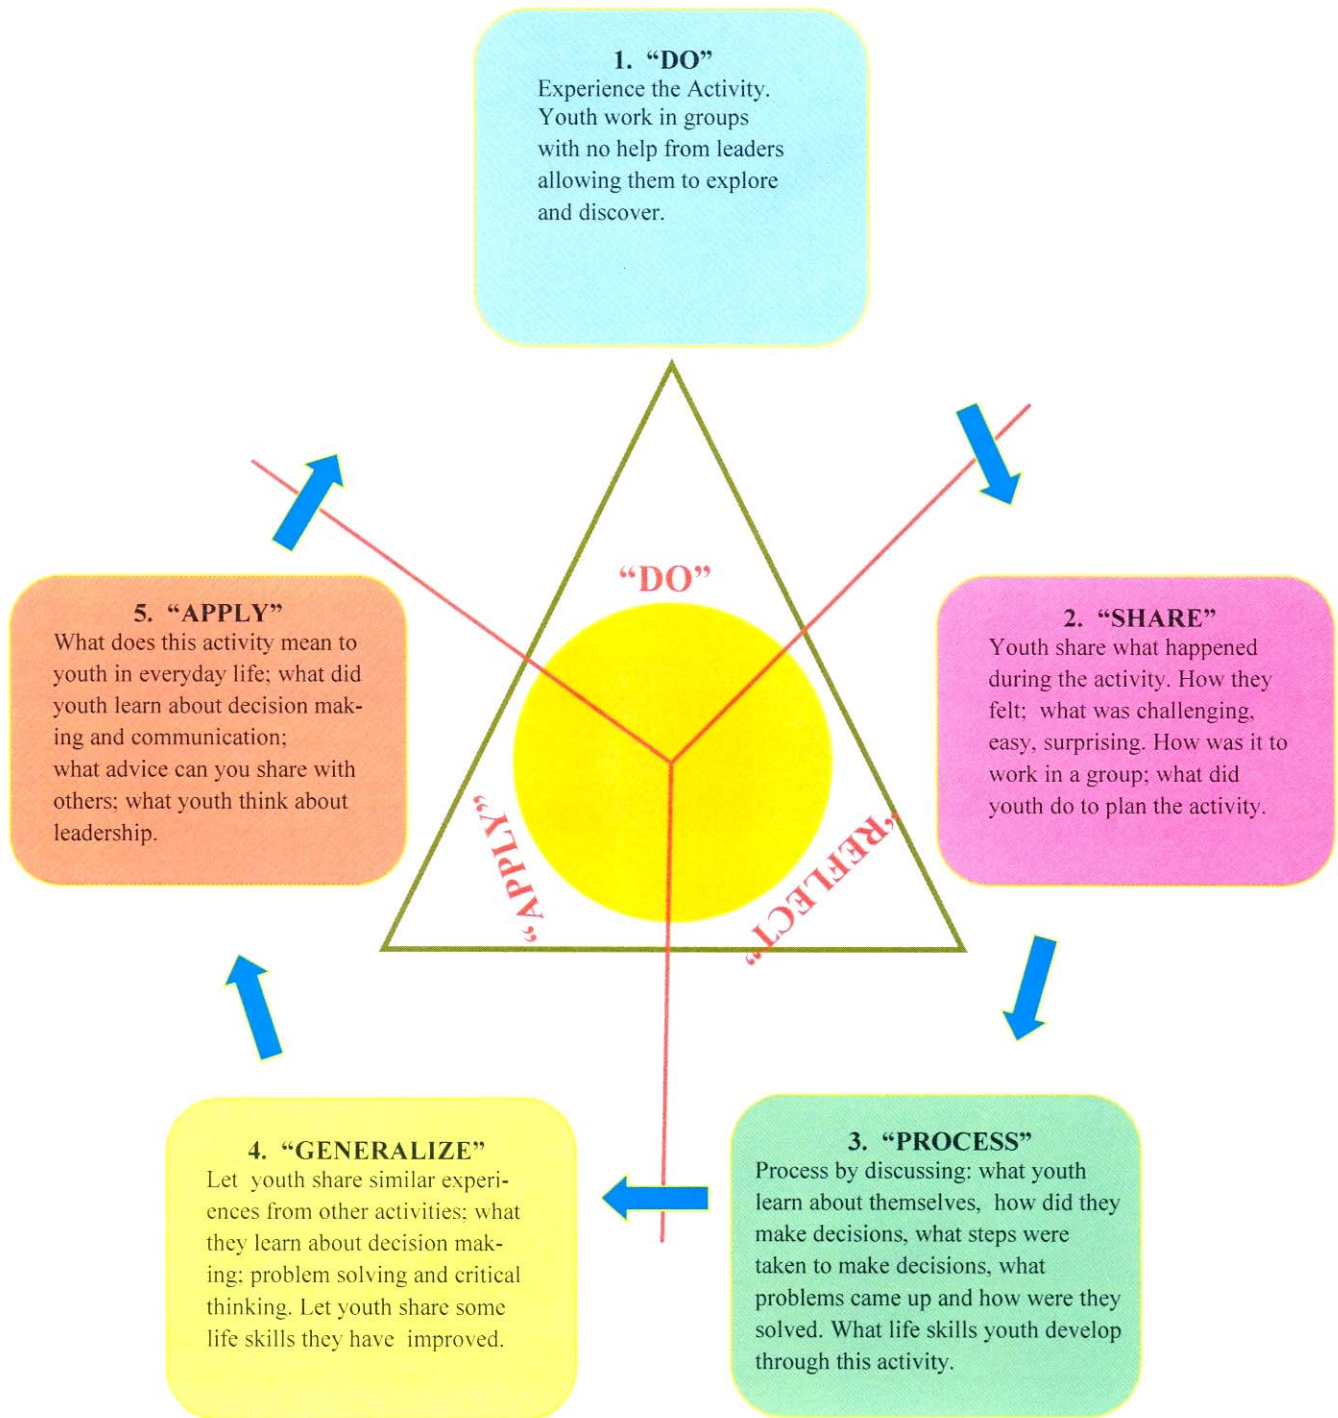 1. “DO”
Experience the Activity.
Youth work in groups
with no help from leaders
allowing them to explore
and discover.
“DO”
“REFLECT”
“APPLY”
2. “SHARE”
Youth share what happened
during the activity. How they
felt; what was challenging,
easy, surprising. How was it to
work in a group; what did
youth do to plan the activity.
3. “PROCESS”
Process by discussing: what youth
learn about themselves, how did they
make decisions, what steps were
taken to make decisions, what
problems came up and how were they
solved. What life skills youth develop
through this activity.
4. “GENERALIZE”
Let youth share similar experi-
ences from other activities; what
they learn about decision mak-
ing; problem solving and critical
thinking. Let youth share some
life skills they have improved.
5. “APPLY”
What does this activity mean to
youth in everyday life; what did
youth learn about decision mak-
ing and communication;
what advice can you share with
others; what youth think about
leadership.